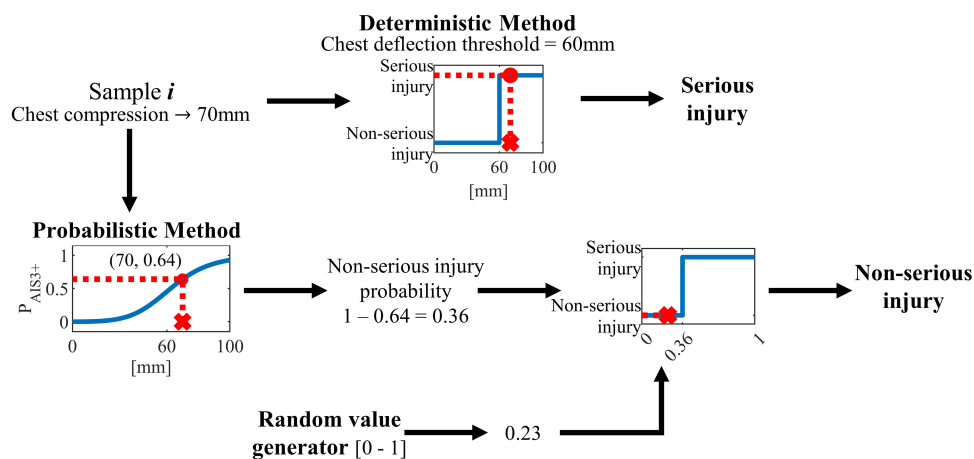 Deterministic Method
Chest deflection threshold = 60mm
Serious
injury
Non-serious
injury
0
60
100
[mm]
Sample i
Chest compression → 70mm
Serious
injury
Probabilistic Method
1
0.5
0
P_AIS3+
(70, 0.64)
0
60
100
[mm]
Non-serious injury
probability
1 – 0.64 = 0.36
Serious
injury
Non-serious
injury
0
0.36
1
Non-serious
injury
Random value
generator [0 - 1]
0.23